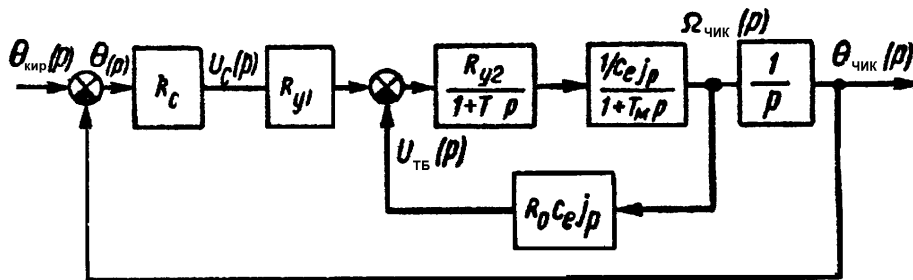 Θкир(p)
Θ(p)
Rc
Uc(p)
Ry1
Uтб(p)
Ry2
1+T p
1/cejp
1+Tмp
Ωчик(p)
1
p
Θчик(p)
R0cejp